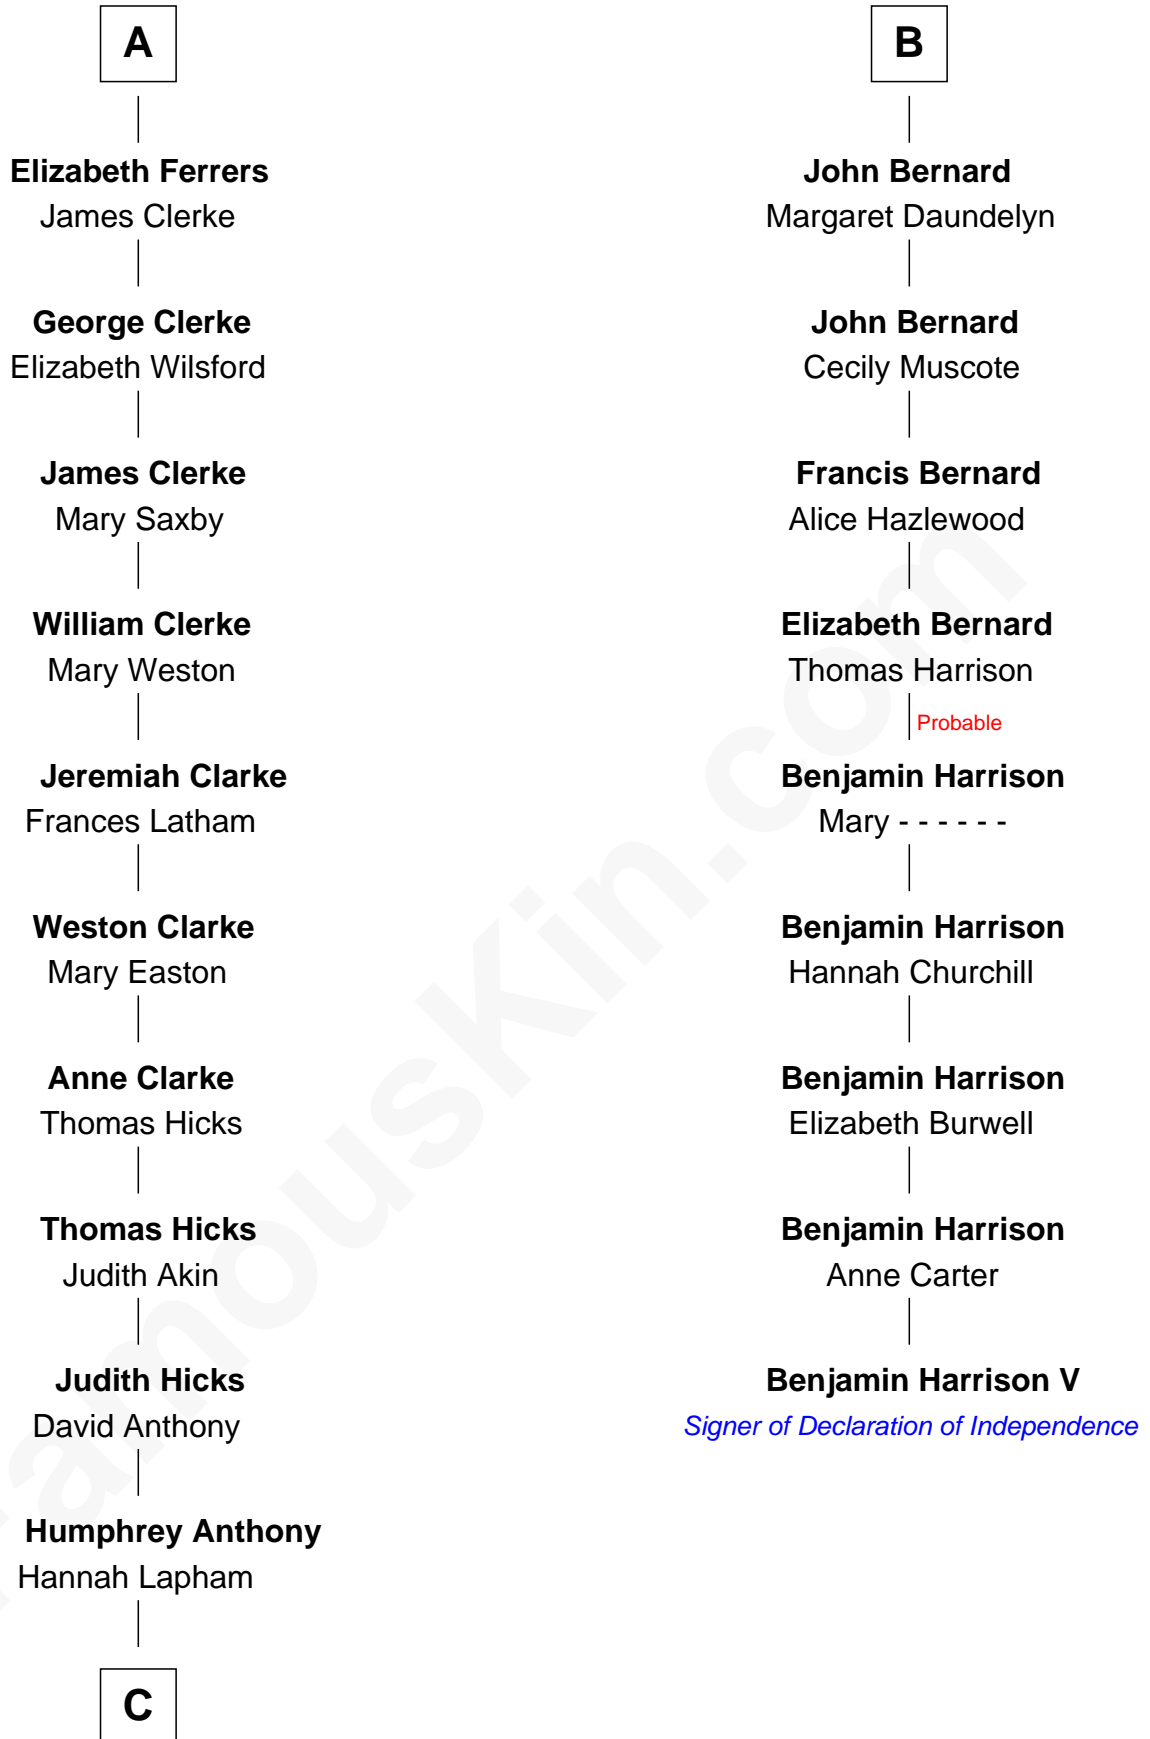 A
Elizabeth Ferrers
James Clerke
George Clerke
Elizabeth Wilsford
James Clerke
Mary Saxby
William Clerke
Mary Weston
Jeremiah Clarke
Frances Latham
Weston Clarke
Mary Easton
Anne Clarke
Thomas Hicks
Thomas Hicks
Judith Akin
Judith Hicks
David Anthony
Humphrey Anthony
Hannah Lapham
C
B
John Bernard
Margaret Daundelyn
John Bernard
Cecily Muscote
Francis Bernard
Alice Hazlewood
Elizabeth Bernard
Thomas Harrison
Probable
Benjamin Harrison
Mary - - - - - -
Benjamin Harrison
Hannah Churchill
Benjamin Harrison
Elizabeth Burwell
Benjamin Harrison
Anne Carter
Benjamin Harrison V
Signer of Declaration of Independence
FamousKin.com